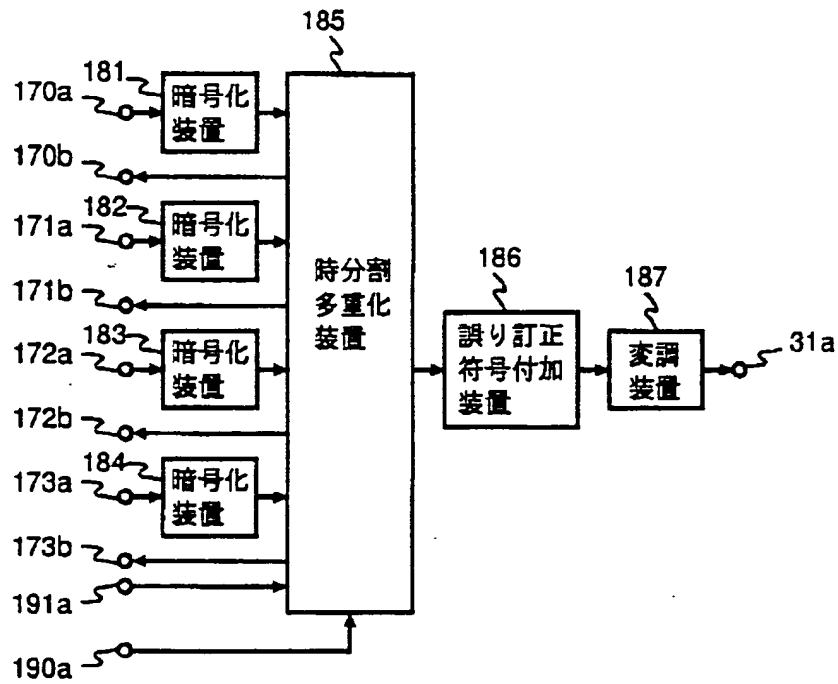 185
181
170a
暗号化
装置
170b
182
171a
暗号化
装置
171b
183
172a
暗号化
装置
172b
184
173a
暗号化
装置
173b
191a
190a
時分割
多重化
装置
186
誤り訂正
符号付加
装置
187
変調
装置
31a